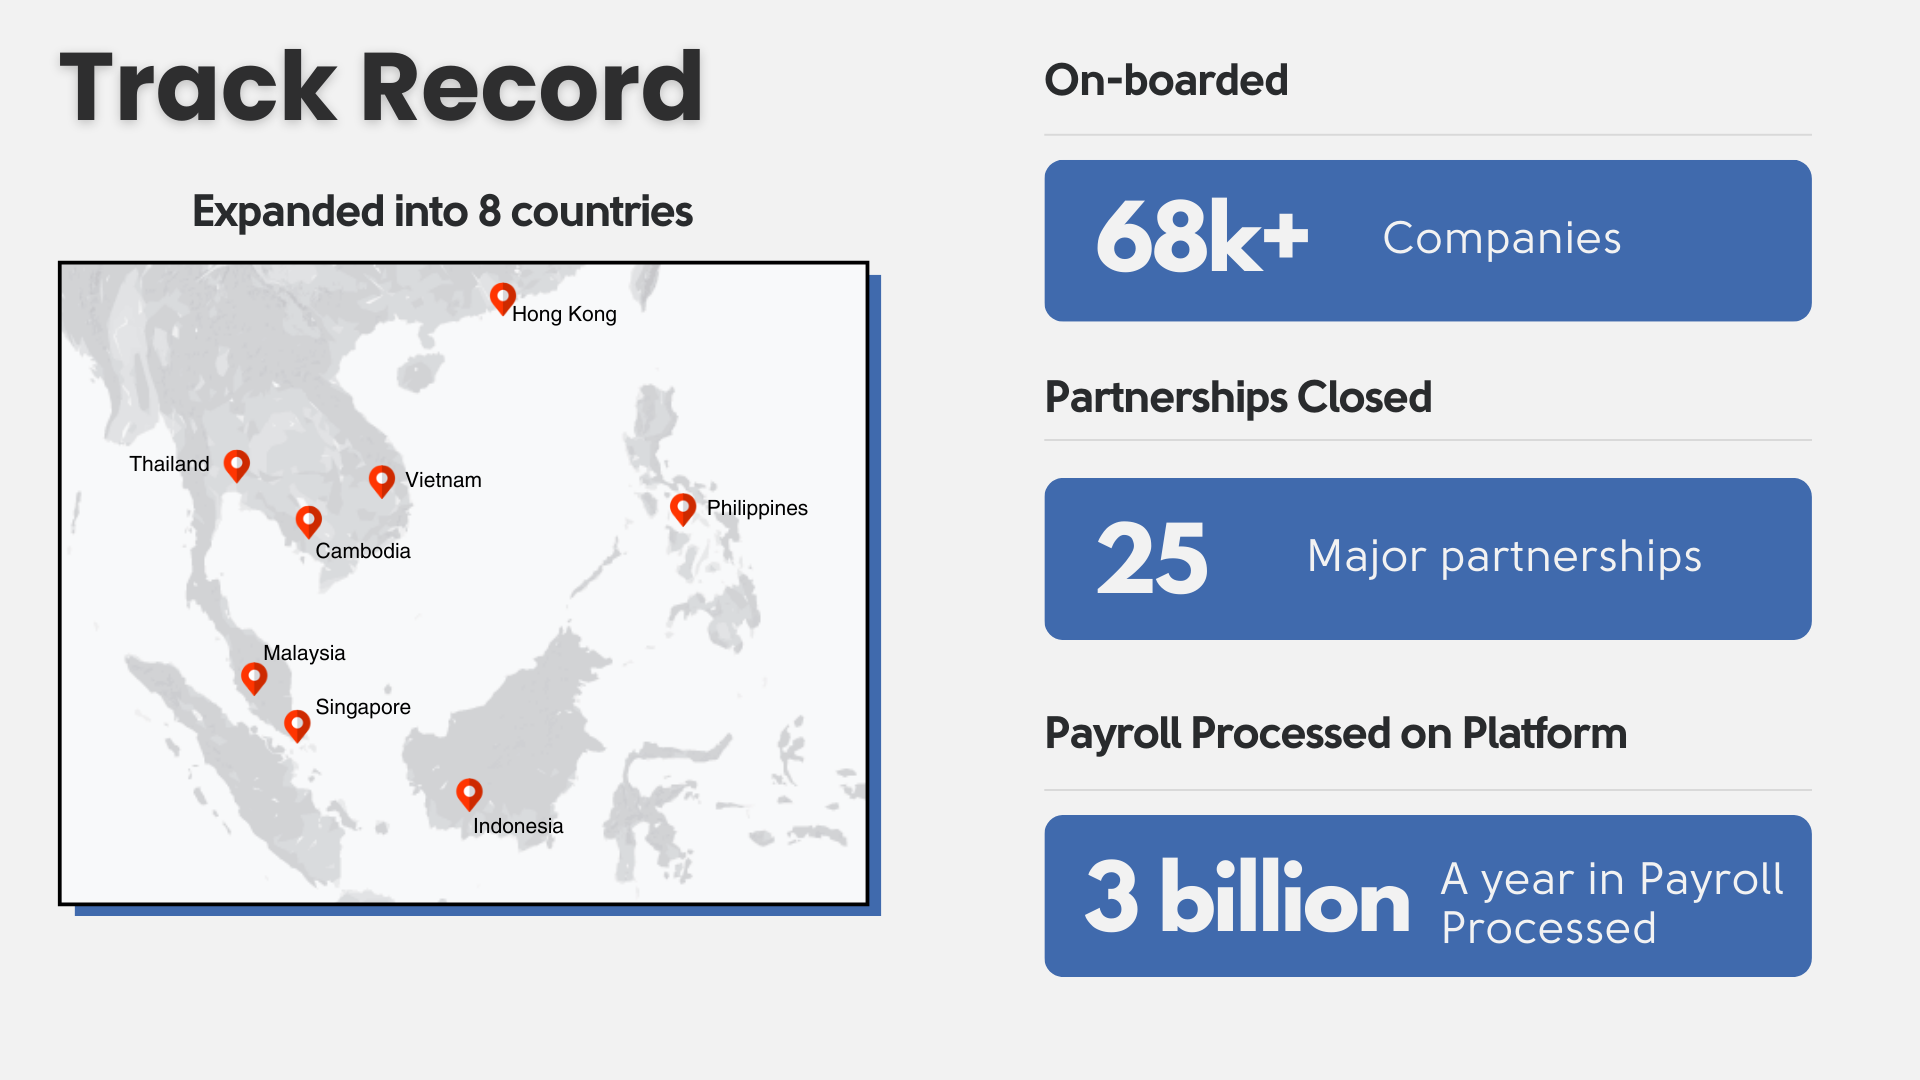 Track Record
Expanded into 8 countries
Hong Kong
Thailand
Vietnam
Philippines
Cambodia
Malaysia
Singapore
Indonesia
On-boarded
68k+ Companies
Partnerships Closed
25 Major partnerships
Payroll Processed on Platform
3 billion A year in Payroll
Processed